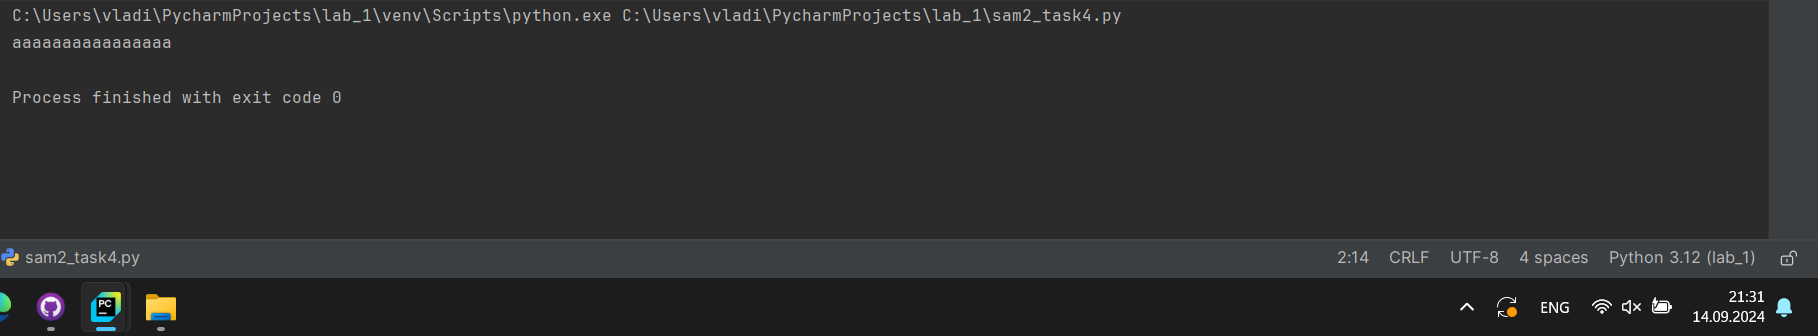 C:\Users\vladi\PycharmProjects\lab_1\venv\Scripts\python.exe C:\Users\vladi\PycharmProjects\lab_1\sam2_task4.py
aaaaaaaaaaaaaaaa
Process finished with exit code 0
sam2_task4.py 2:14 CRLF UTF-8 4 spaces Python 3.12 (lab_1)
PC ENG 21:31
14.09.2024